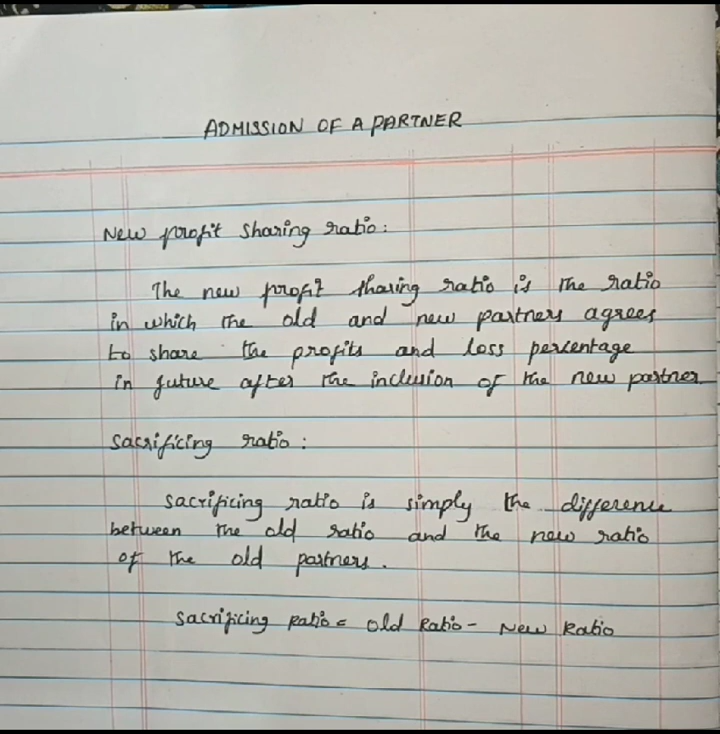 ADMISSION OF A PARTNER
New profit sharing ratio:
The new profit sharing ratio is the ratio
in which the old and new partners agrees
to share the profits and loss percentage
in future after the inclusion of the new partner
Sacrificing ratio:
Sacrificing ratio is simply the difference
between the old ratio and the new ratio
of the old partners.
Sacrificing Ratio = Old Ratio - New Ratio